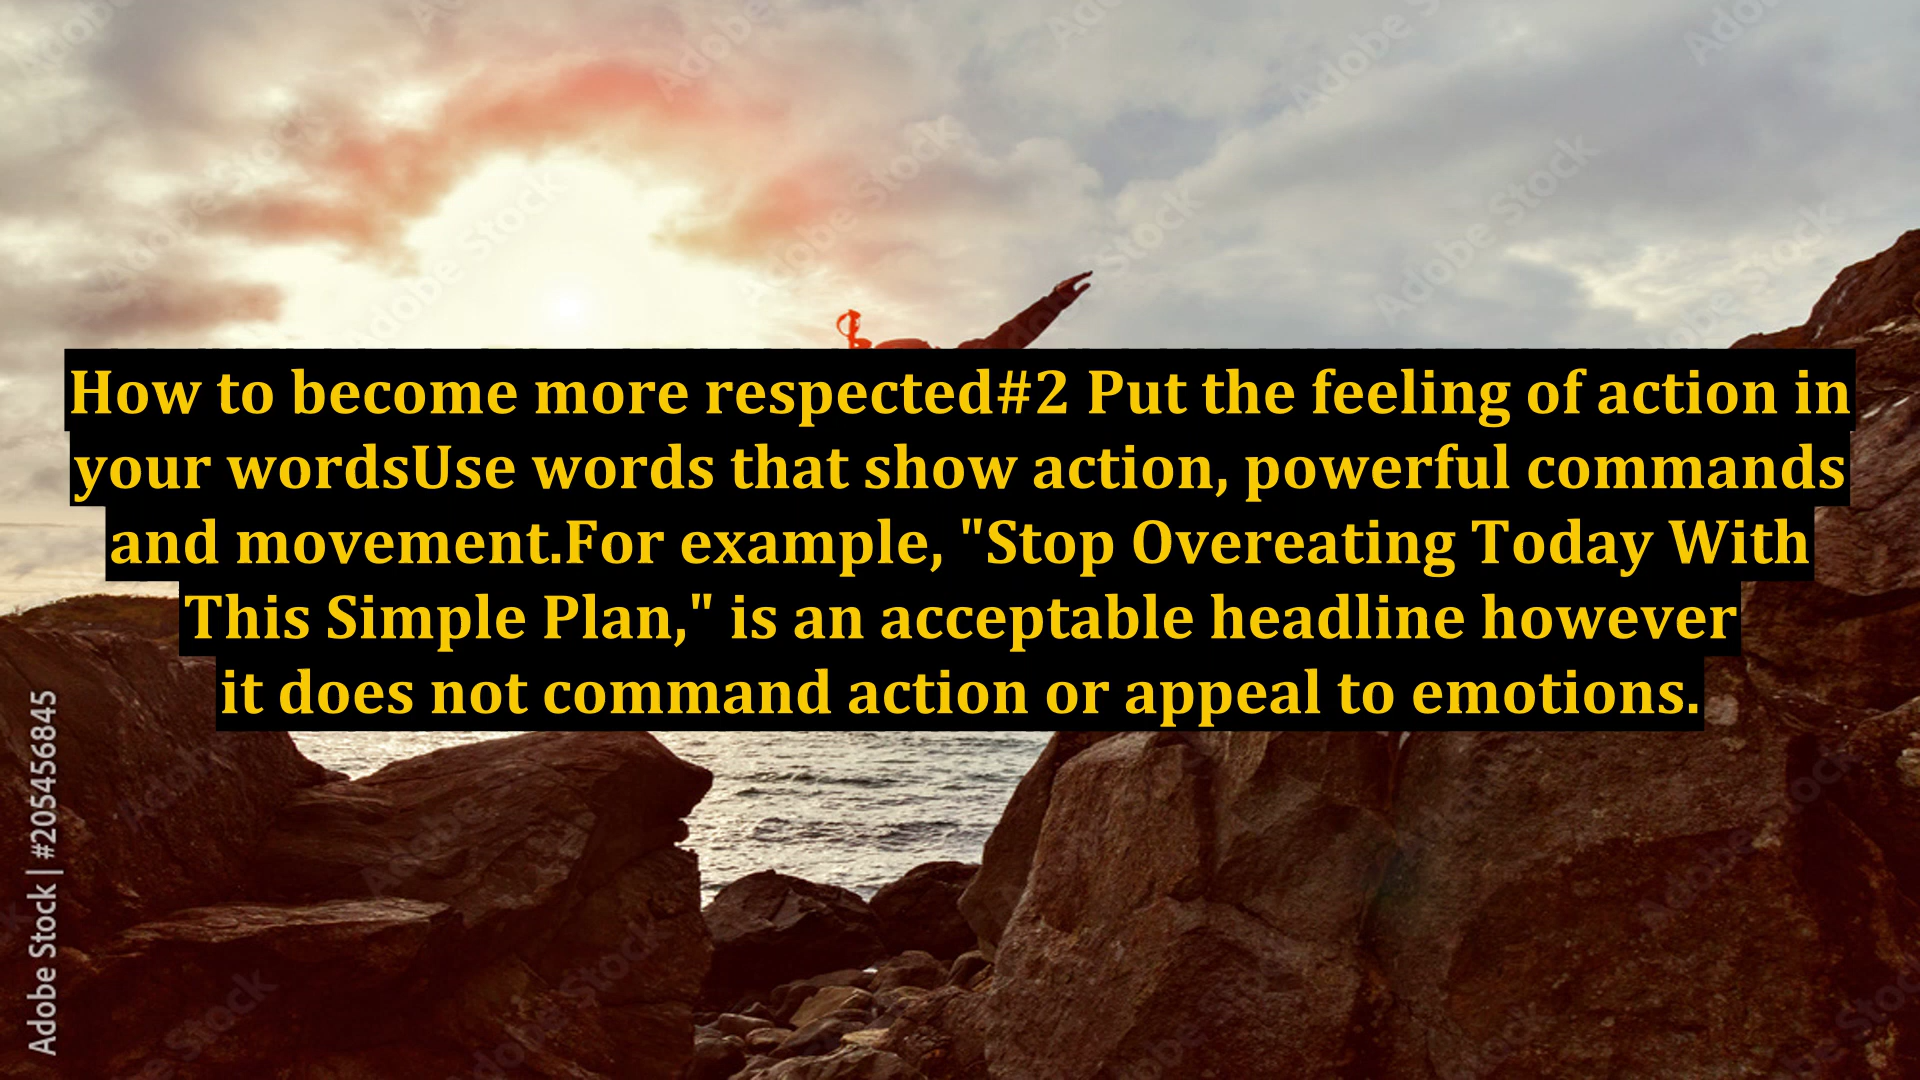 How to become more respected#2 Put the feeling of action in
your wordsUse words that show action, powerful commands
and movement.For example, "Stop Overeating Today With
This Simple Plan," is an acceptable headline however
it does not command action or appeal to emotions.
Adobe Stock | #205456845